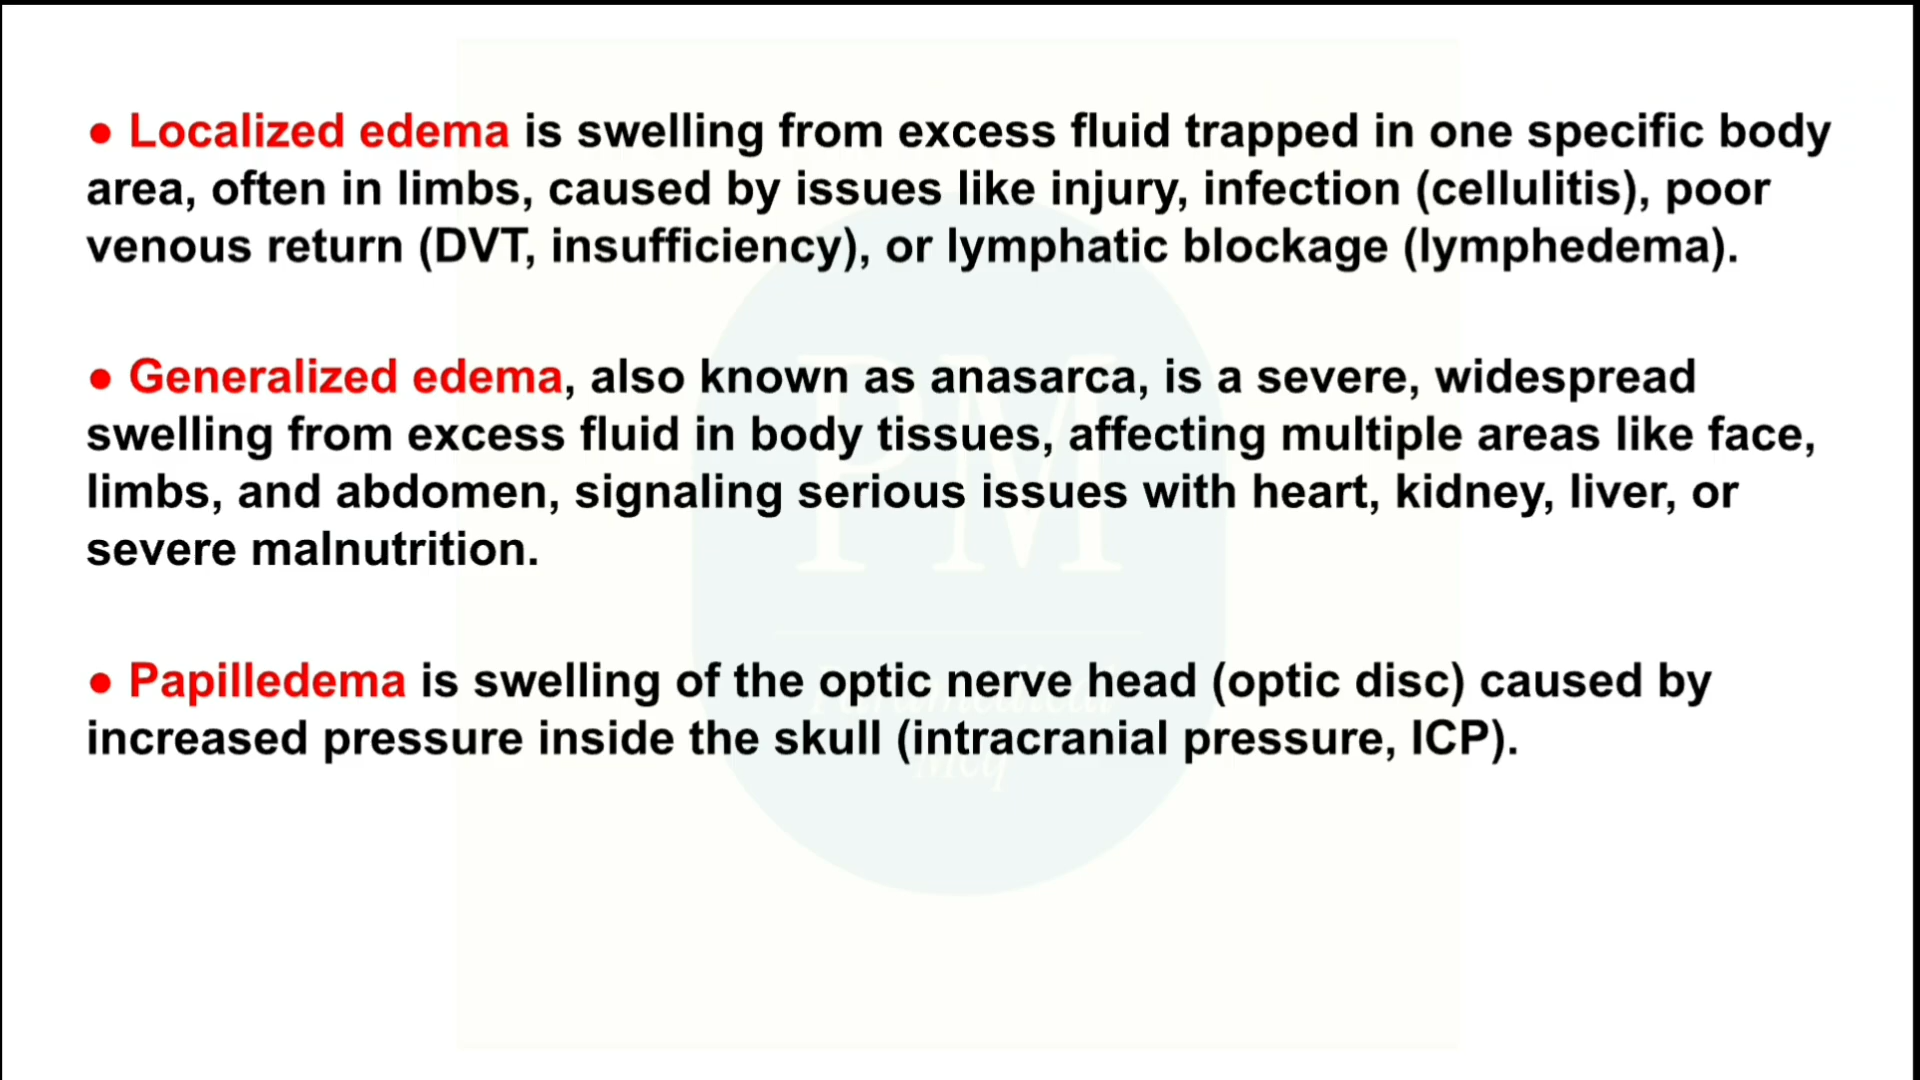 ● Localized edema is swelling from excess fluid trapped in one specific body
area, often in limbs, caused by issues like injury, infection (cellulitis), poor
venous return (DVT, insufficiency), or lymphatic blockage (lymphedema).
● Generalized edema, also known as anasarca, is a severe, widespread
swelling from excess fluid in body tissues, affecting multiple areas like face,
limbs, and abdomen, signaling serious issues with heart, kidney, liver, or
severe malnutrition.
● Papilledema is swelling of the optic nerve head (optic disc) caused by
increased pressure inside the skull (intracranial pressure, ICP).
PM
Paramedical
Mcq